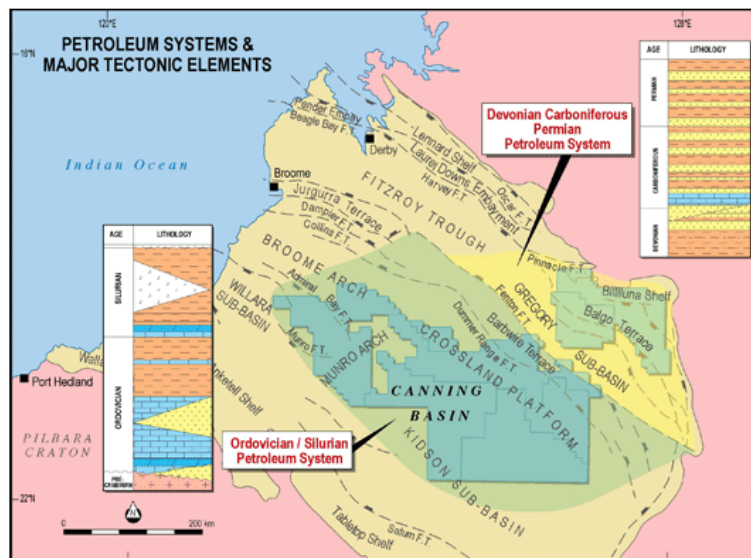 120°
128°
16°
PETROLEUM SYSTEMS &
MAJOR TECTONIC ELEMENTS
AGE
LITHOLOGY
PERMIAN
CARBONIFEROUS
DEVONIAN
Pender Embay.
Beagle Bay F.T.
Derby
Lennard Shelf
Oscar F.T.
Laurel Downs Embayment
Harvey F.T.
Devonian Carboniferous
Permian
Petroleum System
Indian Ocean
Broome
FITZROY TROUGH
Jurgurra Terrace
Dampier F.T.
Collins F.T.
Pinnacle F.T.
Billiluna Shelf
Balgo Terrace
BROOME ARCH
GREGORY
SUB-BASIN
Fenton F.T.
Barbwire Terrace
Dummer Range F.T.
AGE
LITHOLOGY
SILURIAN
ORDOVICIAN
PRE-
CAMBRIAN
WILLARA
SUB-BASIN
Admiral
Bay F.T.
Munro F.T.
MUNRO ARCH
CROSSLAND PLATFORM
CANNING
BASIN
Port Hedland
PILBARA
CRATON
Ordovician / Silurian
Petroleum System
KIDSON SUB-BASIN
22°
N
0
200 km
Tabletop Shelf